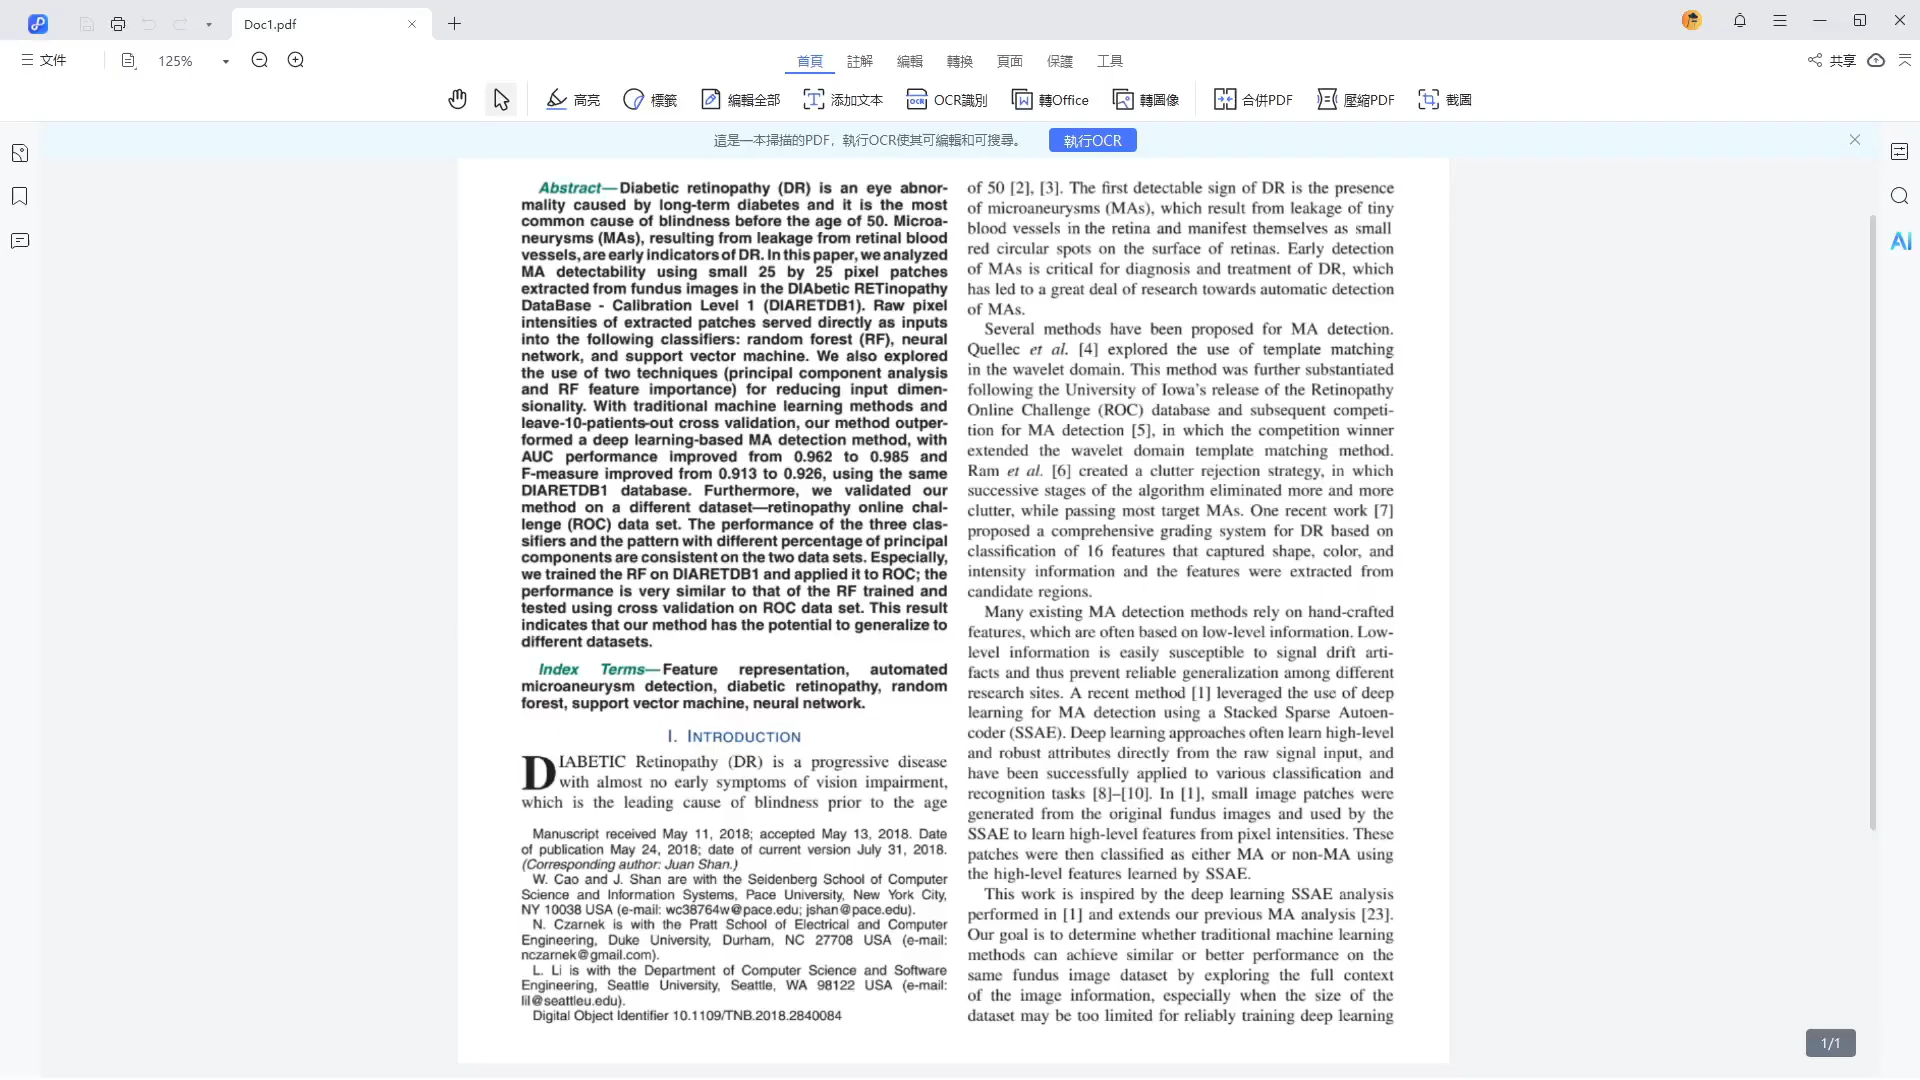 Doc1.pdf
文件
125%
首頁
註解
編輯
轉換
頁面
保護
工具
共享
高亮
標籤
編輯全部
添加文本
OCR識別
轉Office
轉圖像
合併PDF
壓縮PDF
截圖
這是一本掃描的PDF，執行OCR使其可編輯和可搜尋。
執行OCR
AI
Abstract—Diabetic retinopathy (DR) is an eye abnor-
mality caused by long-term diabetes and it is the most
common cause of blindness before the age of 50. Microa-
neurysms (MAs), resulting from leakage from retinal blood
vessels, are early indicators of DR. In this paper, we analyzed
MA detectability using small 25 by 25 pixel patches
extracted from fundus images in the DIAbetic RETinopathy
DataBase - Calibration Level 1 (DIARETDB1). Raw pixel
intensities of extracted patches served directly as inputs
into the following classifiers: random forest (RF), neural
network, and support vector machine. We also explored
the use of two techniques (principal component analysis
and RF feature importance) for reducing input dimen-
sionality. With traditional machine learning methods and
leave-10-patients-out cross validation, our method outper-
formed a deep learning-based MA detection method, with
AUC performance improved from 0.962 to 0.985 and
F-measure improved from 0.913 to 0.926, using the same
DIARETDB1 database. Furthermore, we validated our
method on a different dataset—retinopathy online chal-
lenge (ROC) data set. The performance of the three clas-
sifiers and the pattern with different percentage of principal
components are consistent on the two data sets. Especially,
we trained the RF on DIARETDB1 and applied it to ROC; the
performance is very similar to that of the RF trained and
tested using cross validation on ROC data set. This result
indicates that our method has the potential to generalize to
different datasets.
Index Terms—Feature representation, automated
microaneurysm detection, diabetic retinopathy, random
forest, support vector machine, neural network.
I. INTRODUCTION
DIABETIC Retinopathy (DR) is a progressive disease
with almost no early symptoms of vision impairment,
which is the leading cause of blindness prior to the age
Manuscript received May 11, 2018; accepted May 13, 2018. Date
of publication May 24, 2018; date of current version July 31, 2018.
(Corresponding author: Juan Shan.)
W. Cao and J. Shan are with the Seidenberg School of Computer
Science and Information Systems, Pace University, New York City,
NY 10038 USA (e-mail: wc38764w@pace.edu; jshan@pace.edu).
N. Czarnek is with the Pratt School of Electrical and Computer
Engineering, Duke University, Durham, NC 27708 USA (e-mail:
nczarnek@gmail.com).
L. Li is with the Department of Computer Science and Software
Engineering, Seattle University, Seattle, WA 98122 USA (e-mail:
lil@seattleu.edu).
Digital Object Identifier 10.1109/TNB.2018.2840084
of 50 [2], [3]. The first detectable sign of DR is the presence
of microaneurysms (MAs), which result from leakage of tiny
blood vessels in the retina and manifest themselves as small
red circular spots on the surface of retinas. Early detection
of MAs is critical for diagnosis and treatment of DR, which
has led to a great deal of research towards automatic detection
of MAs.
Several methods have been proposed for MA detection.
Quellec et al. [4] explored the use of template matching
in the wavelet domain. This method was further substantiated
following the University of Iowa's release of the Retinopathy
Online Challenge (ROC) database and subsequent competi-
tion for MA detection [5], in which the competition winner
extended the wavelet domain template matching method.
Ram et al. [6] created a clutter rejection strategy, in which
successive stages of the algorithm eliminated more and more
clutter, while passing most target MAs. One recent work [7]
proposed a comprehensive grading system for DR based on
classification of 16 features that captured shape, color, and
intensity information and the features were extracted from
candidate regions.
Many existing MA detection methods rely on hand-crafted
features, which are often based on low-level information. Low-
level information is easily susceptible to signal drift arti-
facts and thus prevent reliable generalization among different
research sites. A recent method [1] leveraged the use of deep
learning for MA detection using a Stacked Sparse Autoen-
coder (SSAE). Deep learning approaches often learn high-level
and robust attributes directly from the raw signal input, and
have been successfully applied to various classification and
recognition tasks [8]–[10]. In [1], small image patches were
generated from the original fundus images and used by the
SSAE to learn high-level features from pixel intensities. These
patches were then classified as either MA or non-MA using
the high-level features learned by SSAE.
This work is inspired by the deep learning SSAE analysis
performed in [1] and extends our previous MA analysis [23].
Our goal is to determine whether traditional machine learning
methods can achieve similar or better performance on the
same fundus image dataset by exploring the full context
of the image information, especially when the size of the
dataset may be too limited for reliably training deep learning
1/1